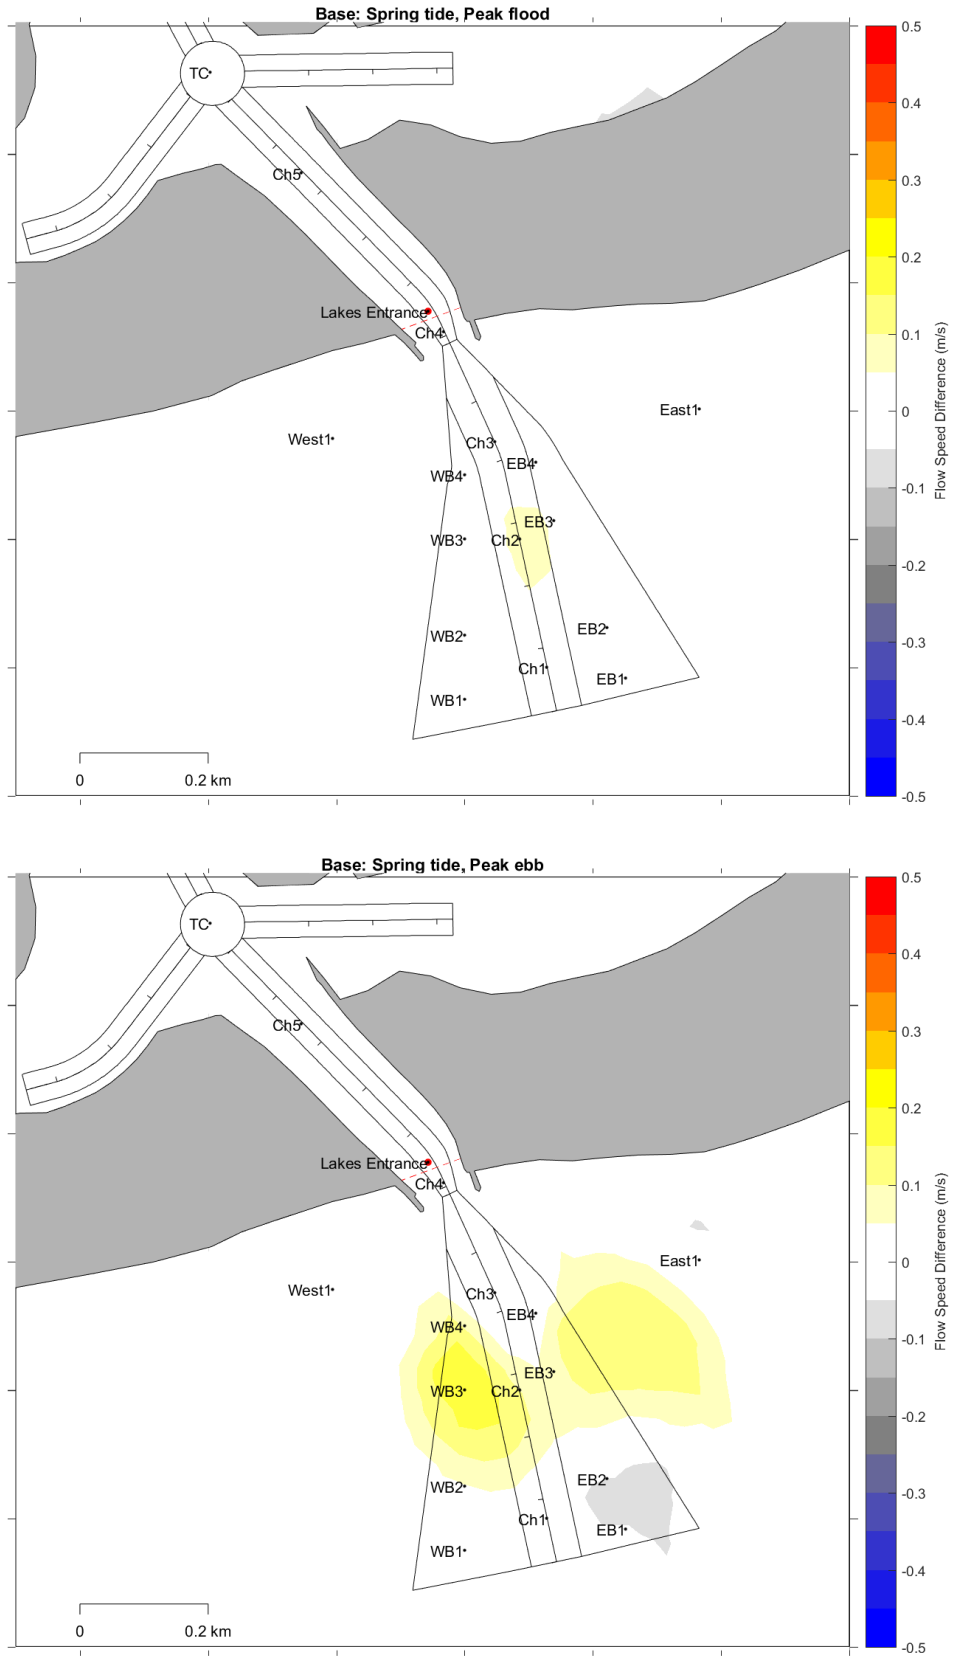 Base: Spring tide, Peak flood
TC
Ch5
Lakes Entrance
Ch4
East1
West1
Ch3
EB4
WB4
EB3
WB3
Ch2
EB2
WB2
Ch1
EB1
WB1
0
0.2 km
0.5
0.4
0.3
0.2
0.1
0
-0.1
-0.2
-0.3
-0.4
-0.5
Flow Speed Difference (m/s)
Base: Spring tide, Peak ebb
TC
Ch5
Lakes Entrance
Ch4
East1
West1
Ch3
EB4
WB4
EB3
WB3
Ch2
EB2
WB2
Ch1
EB1
WB1
0
0.2 km
0.5
0.4
0.3
0.2
0.1
0
-0.1
-0.2
-0.3
-0.4
-0.5
Flow Speed Difference (m/s)